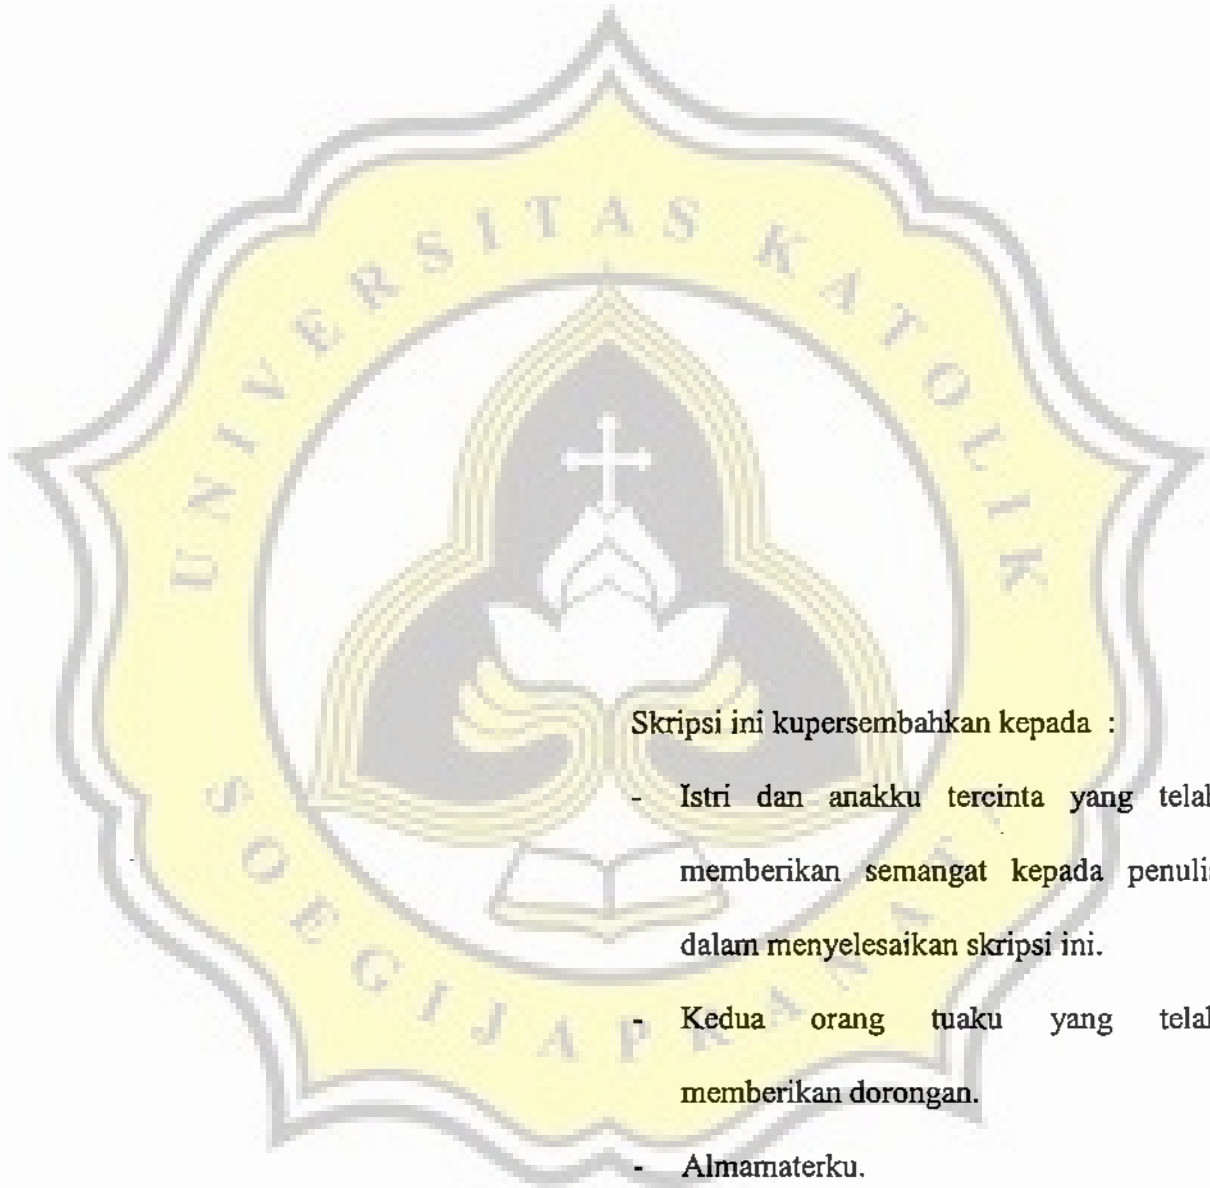 UNIVERSITAS KATOLIK
SOEGIJAPRANATA
Skripsi ini kupersembahkan kepada :
- Istri dan anakku tercinta yang telah
memberikan semangat kepada penulis
dalam menyelesaikan skripsi ini.
- Kedua orang tuaku yang telah
memberikan dorongan.
- Almamaterku.